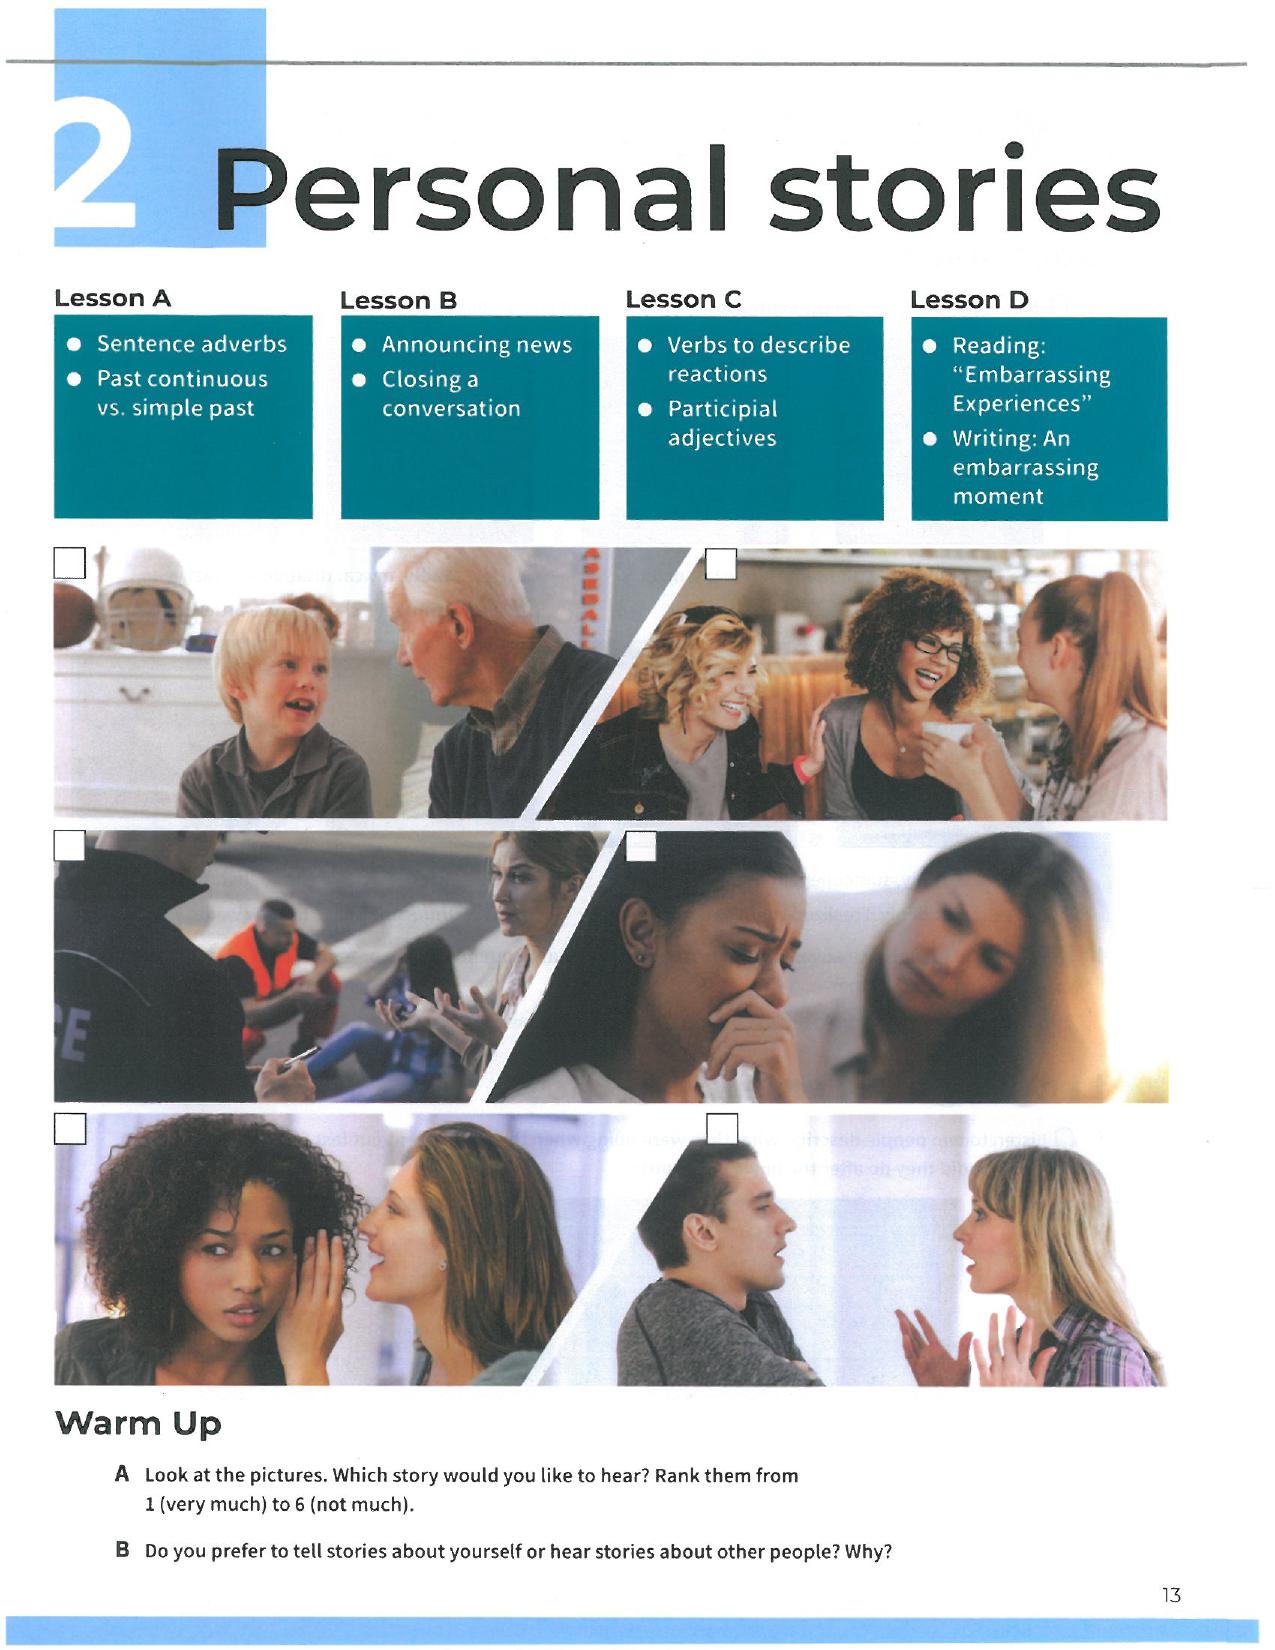 2
Personal stories
Lesson A
• Sentence adverbs
• Past continuous
vs. simple past
Lesson B
• Announcing news
• Closing a
conversation
Lesson C
• Verbs to describe
reactions
• Participial
adjectives
Lesson D
• Reading:
"Embarrassing
Experiences"
• Writing: An
embarrassing
moment
ASEBALL
CE
Warm Up
A Look at the pictures. Which story would you like to hear? Rank them from
1 (very much) to 6 (not much).
B Do you prefer to tell stories about yourself or hear stories about other people? Why?
13